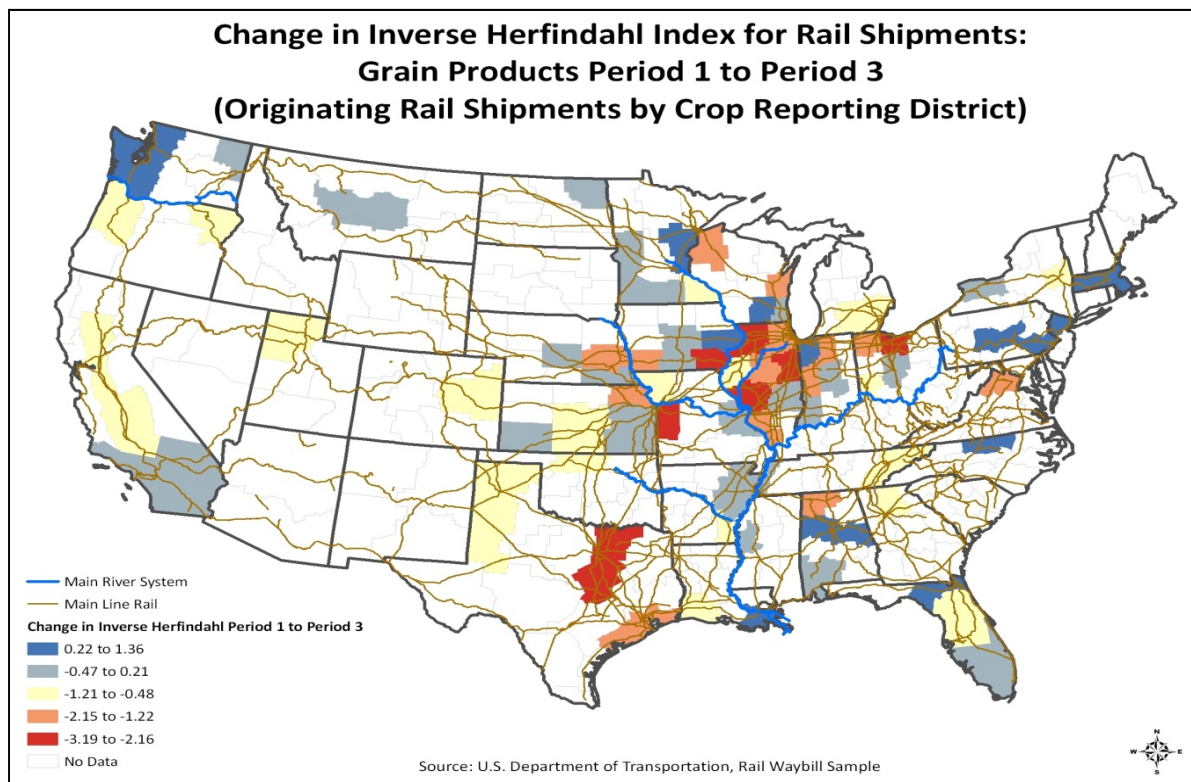 Change in Inverse Herfindahl Index for Rail Shipments:
Grain Products Period 1 to Period 3
(Originating Rail Shipments by Crop Reporting District)
Main River System
Main Line Rail
Change in Inverse Herfindahl Period 1 to Period 3
0.22 to 1.36
-0.47 to 0.21
-1.21 to -0.48
-2.15 to -1.22
-3.19 to -2.16
No Data
Source: U.S. Department of Transportation, Rail Waybill Sample
N
W E
S